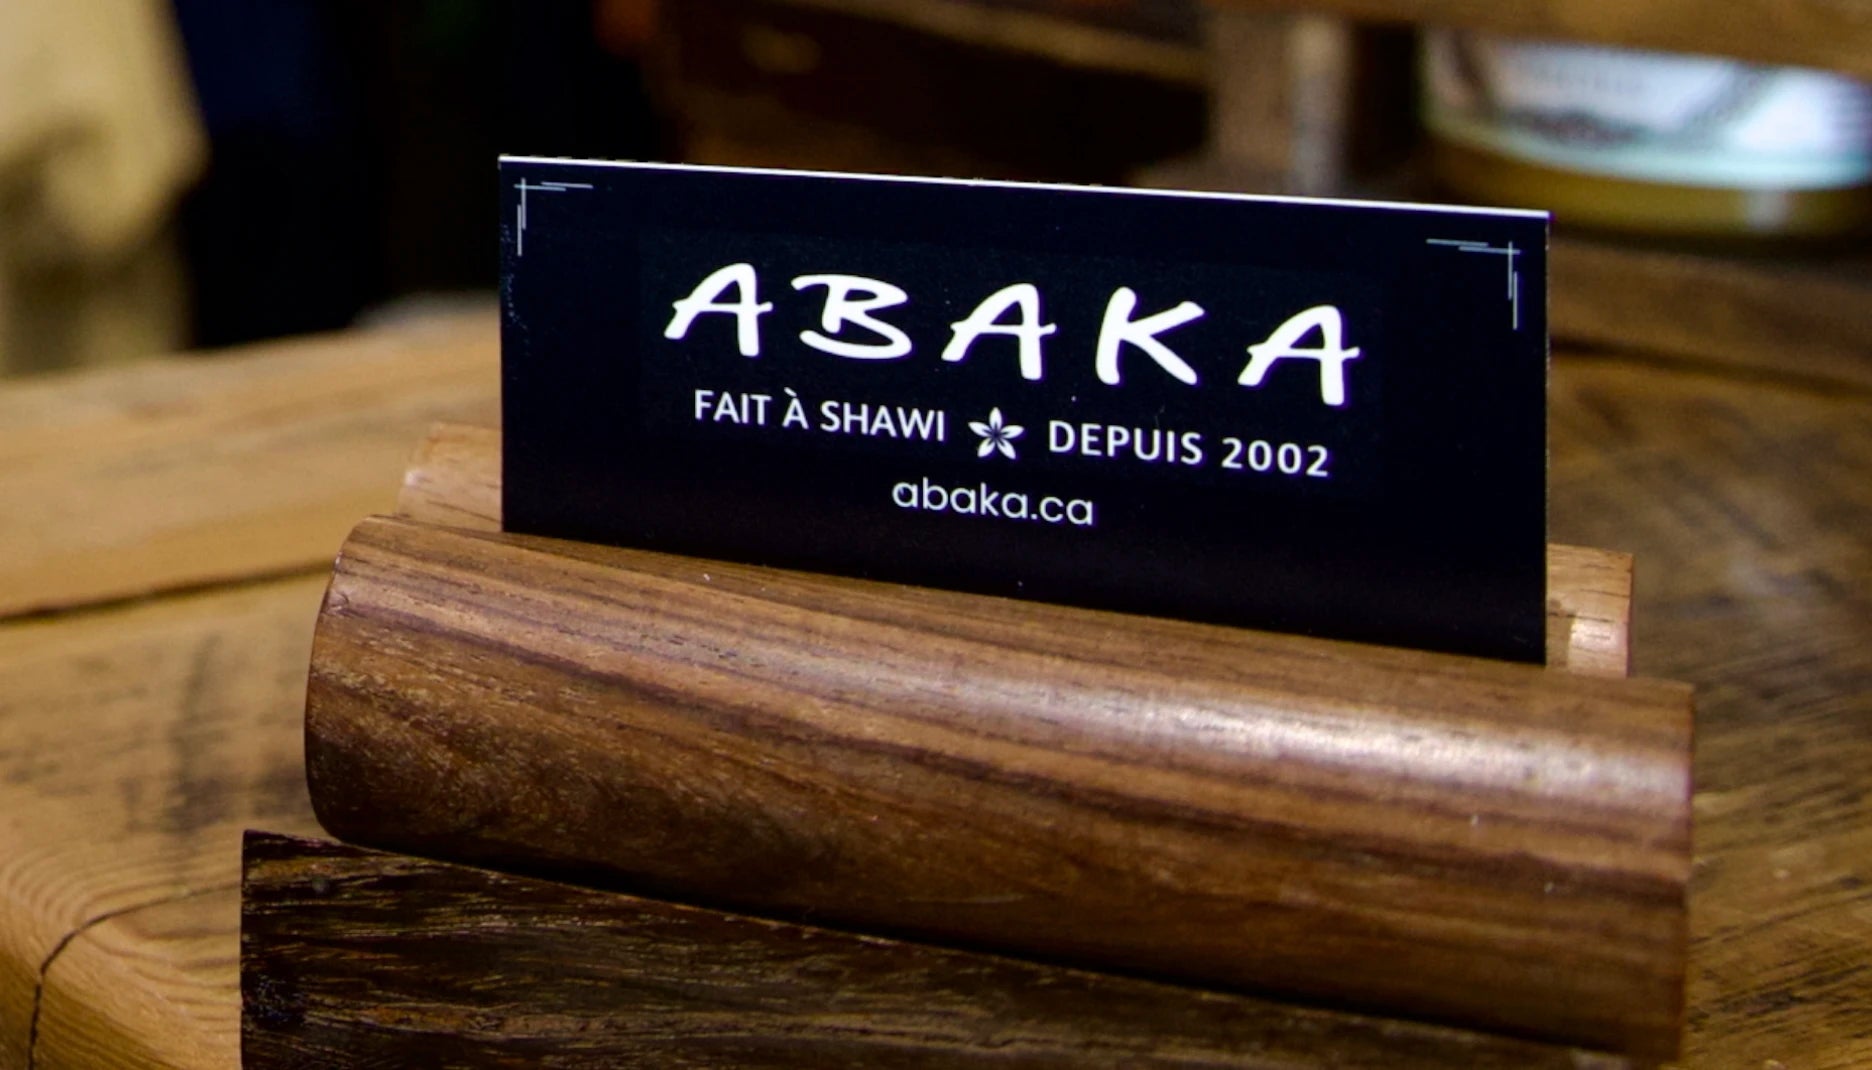 ABAKA
FAIT À SHAWI DEPUIS 2002
abaka.ca